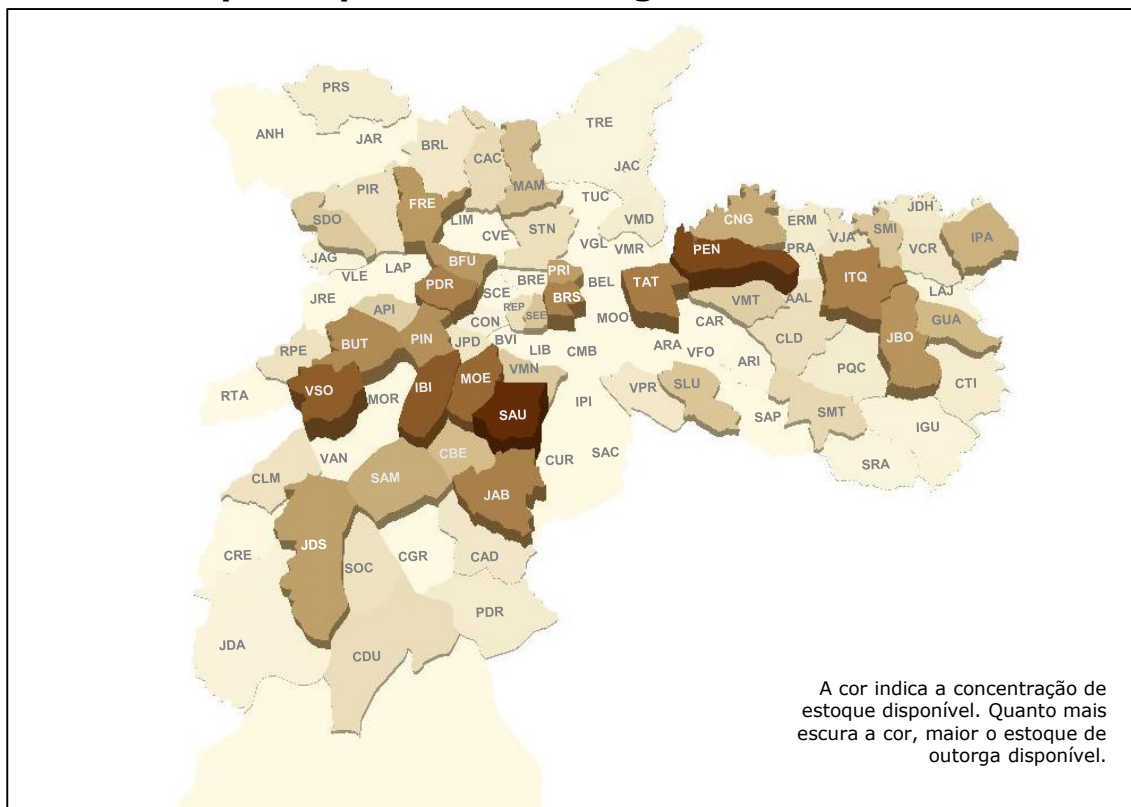 PRS
TRE
ANH
JAR
BRL
CAC
JAC
MAM
PIR
TUC
FRE
JDH
SDO
LIM
VMD
CNG
ERM
STN
SMI
CVE
VJA
IPA
VGL
VMR
PEN
PRA
VCR
JAG
BFU
LAP
VLE
PRI
ITQ
BRE
BEL
TAT
PDR
SCE
LAJ
JRE
BRS
VMT
AAL
REP
API
SEE
MOO
GUA
CON
CAR
BUT
PIN
CLD
JBO
JPD
BVI
LIB
CMB
ARA
RPE
VFO
ARI
VMN
PQC
MOE
CTI
VSO
IBI
VPR
SLU
RTA
MOR
IPI
SAU
SAP
SMT
IGU
CBE
SAC
VAN
CUR
SRA
CLM
SAM
JAB
JDS
CRE
CGR
CAD
SOC
PDR
JDA
CDU
A cor indica a concentração de
estoque disponível. Quanto mais
escura a cor, maior o estoque de
outorga disponível.